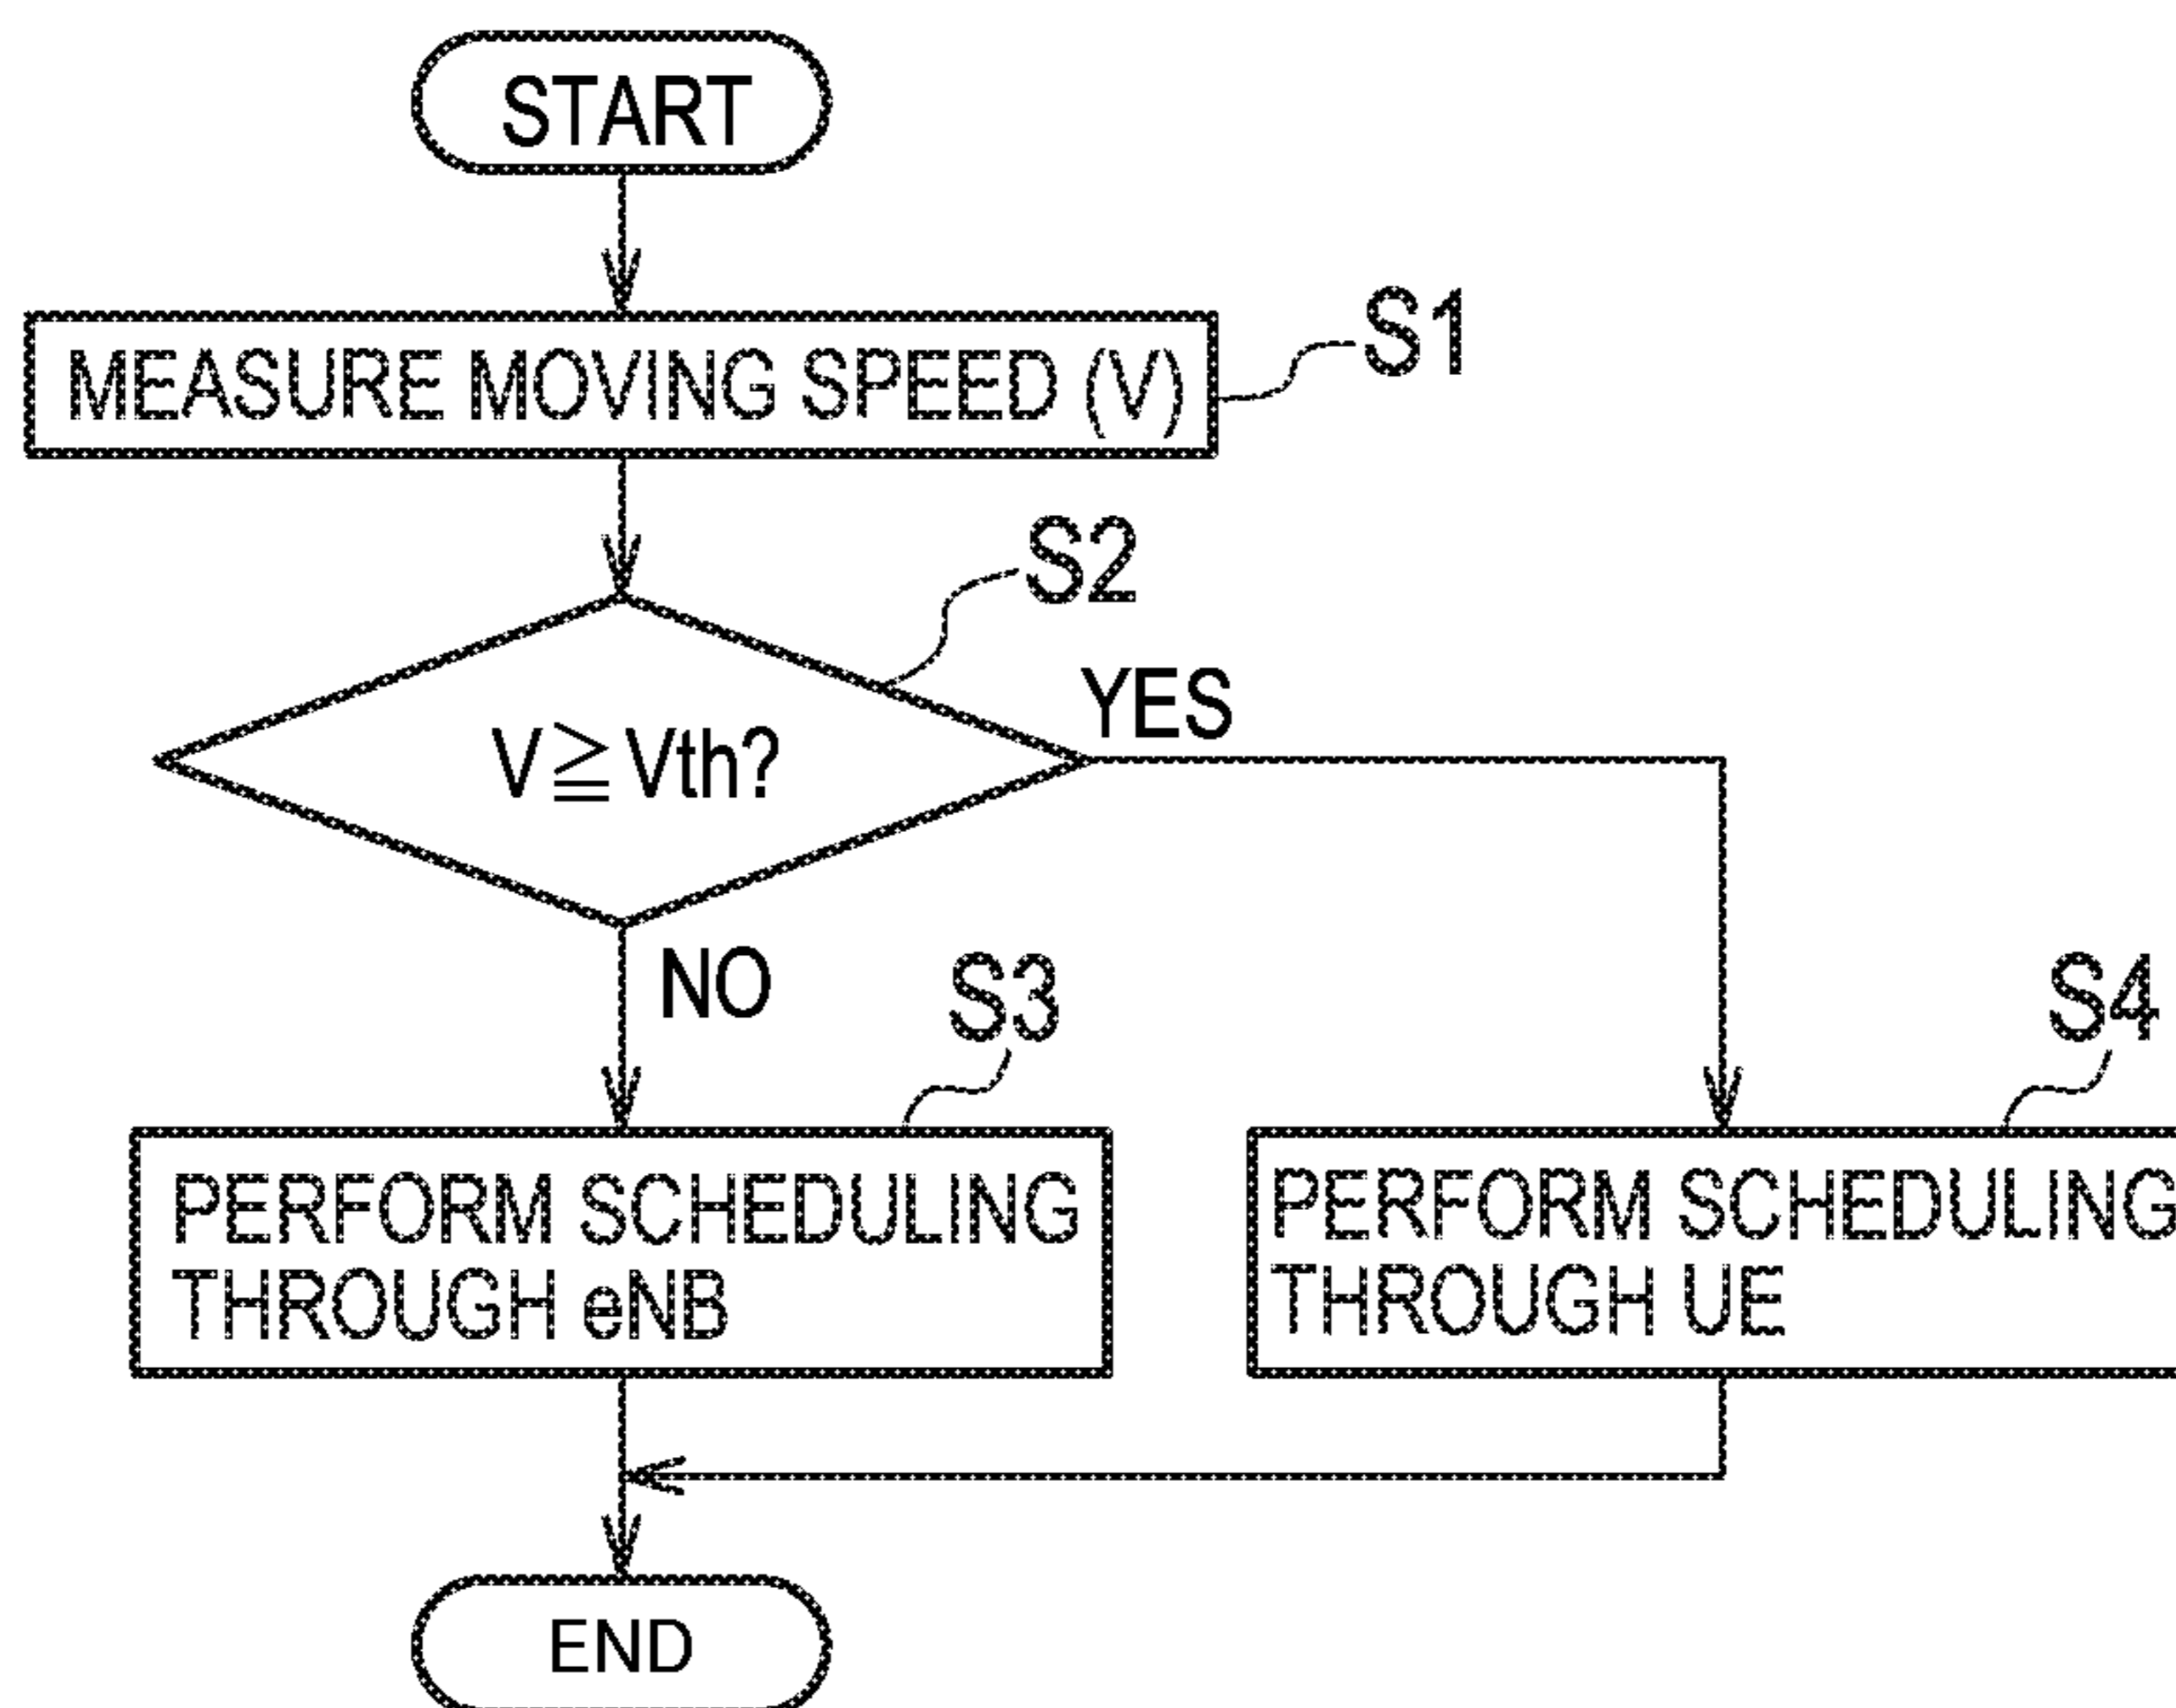 START
MEASURE MOVING SPEED (V)
S1
S2
V≧Vth?
YES
NO
S3
S4
PERFORM SCHEDULING
THROUGH eNB
PERFORM SCHEDULING
THROUGH UE
END